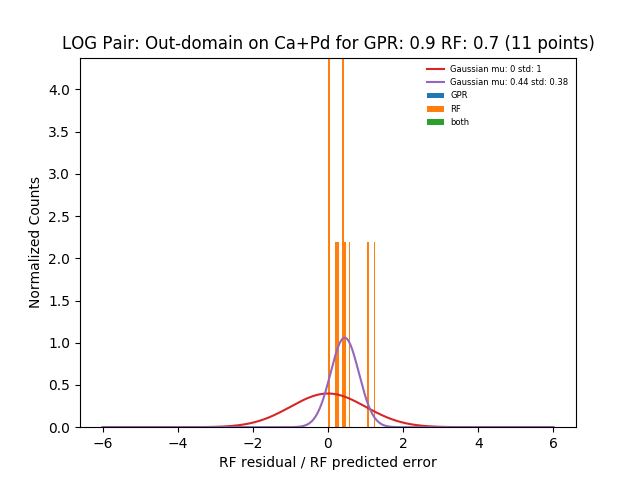 LOG Pair: Out-domain on Ca+Pd for GPR: 0.9 RF: 0.7 (11 points)
Gaussian mu: 0 std: 1
Gaussian mu: 0.44 std: 0.38
GPR
RF
both
Normalized Counts
4.0
3.5
3.0
2.5
2.0
1.5
1.0
0.5
0.0
−6 −4 −2 0 2 4 6
RF residual / RF predicted error